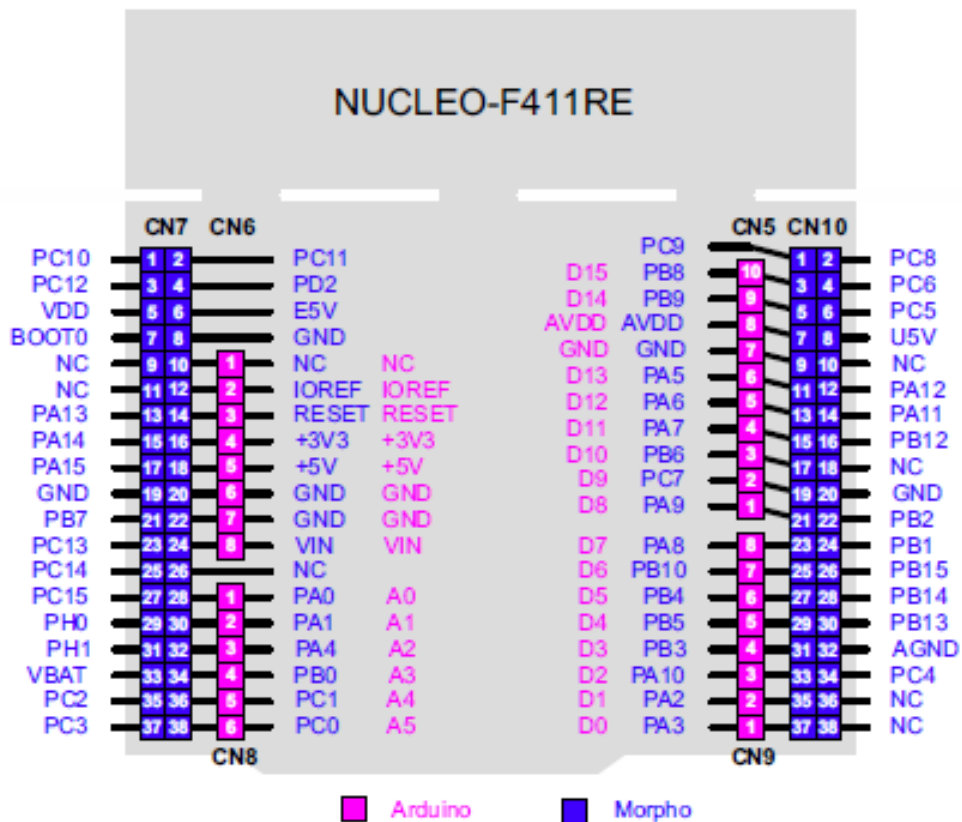 NUCLEO-F411RE
CN7 CN6 CN5 CN10
PC9
PC10 1 2 PC11 1 2 PC8
D15 PB8 10
PC12 3 4 PD2 3 4 PC6
D14 PB9 9
VDD 5 6 E5V 5 6 PC5
AVDD AVDD 8
BOOT0 7 8 GND 7 8 U5V
GND GND 7
NC 9 10 1 NC NC 9 10 NC
D13 PA5 6
NC 11 12 2 IOREF IOREF 11 12 PA12
D12 PA6 5
PA13 13 14 3 RESET RESET 13 14 PA11
D11 PA7 4
PA14 15 16 4 +3V3 +3V3 15 16 PB12
D10 PB6 3
PA15 17 18 5 +5V +5V 17 18 NC
D9 PC7 2
GND 19 20 6 GND GND 19 20 GND
D8 PA9 1
PB7 21 22 7 GND GND 21 22 PB2
PC13 23 24 8 VIN VIN D7 PA8 8 23 24 PB1
PC14 25 26 NC D6 PB10 7 25 26 PB15
PC15 27 28 1 PA0 A0 D5 PB4 6 27 28 PB14
PH0 29 30 2 PA1 A1 D4 PB5 5 29 30 PB13
PH1 31 32 3 PA4 A2 D3 PB3 4 31 32 AGND
VBAT 33 34 4 PB0 A3 D2 PA10 3 33 34 PC4
PC2 35 36 5 PC1 A4 D1 PA2 2 35 36 NC
PC3 37 38 6 PC0 A5 D0 PA3 1 37 38 NC
CN8 CN9
Arduino Morpho